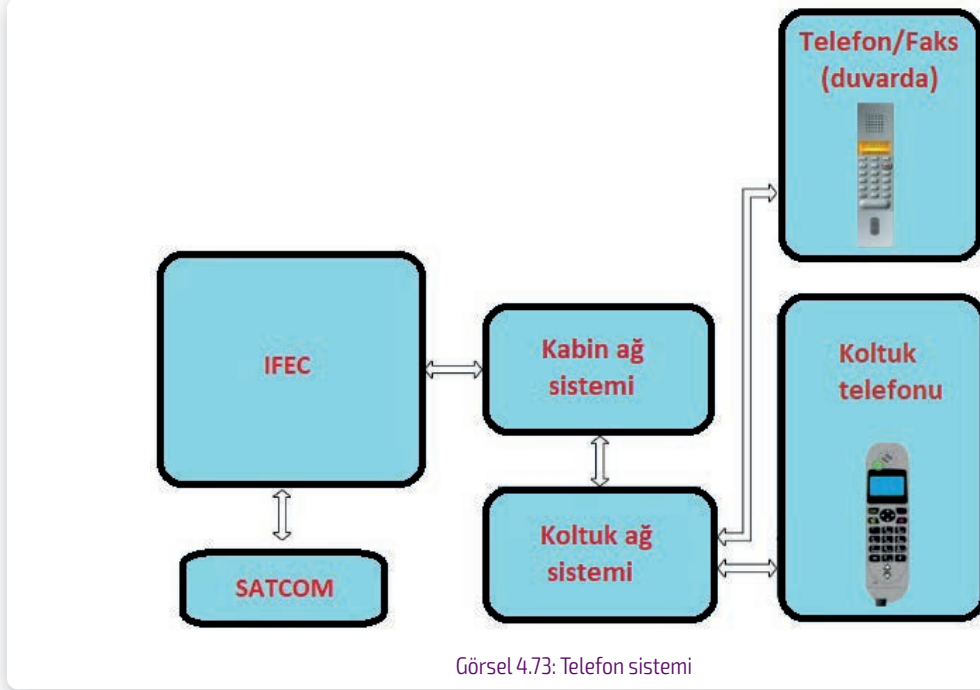 Telefon/Faks
(duvarda)
IFEC
Kabin ağ
sistemi
Koltuk
telefonu
Koltuk ağ
sistemi
SATCOM
Görsel 4.73: Telefon sistemi